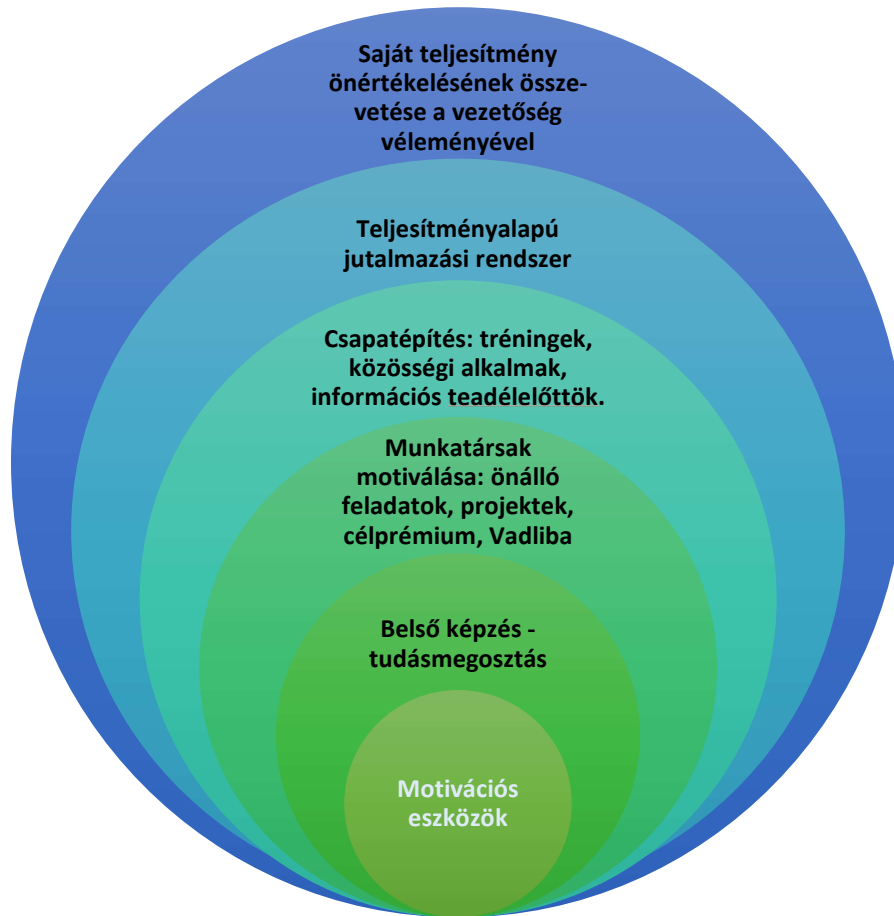 Saját teljesítmény
önértékelésének össze-
vetése a vezetőség
véleményével
Teljesítményalapú
jutalmazási rendszer
Csapatépítés: tréningek,
közösségi alkalmak,
információs teadélelőttök.
Munkatársak
motiválása: önálló
feladatok, projektek,
célprémium, Vadliba
Belső képzés -
tudásmegosztás
Motivációs
eszközök